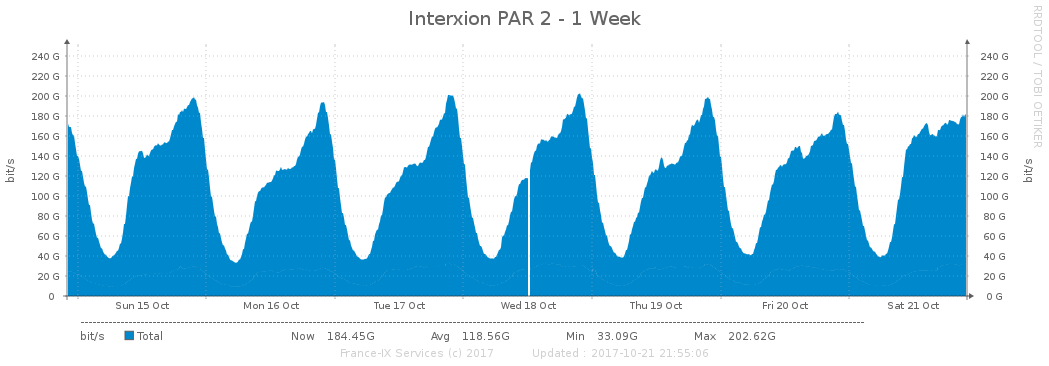 Interxion PAR 2 - 1 Week
RRDTOOL / TOBI OETIKER
240 G 240 G
220 G 220 G
200 G 200 G
180 G 180 G
160 G 160 G
140 G 140 G
120 G 120 G
100 G 100 G
80 G 80 G
60 G 60 G
40 G 40 G
20 G 20 G
0 0 G
bit/s
bit/s
Sun 15 Oct Mon 16 Oct Tue 17 Oct Wed 18 Oct Thu 19 Oct Fri 20 Oct Sat 21 Oct
bit/s Total Now 184.45G Avg 118.56G Min 33.09G Max 202.62G
France-IX Services (c) 2017 Updated : 2017-10-21 21:55:06